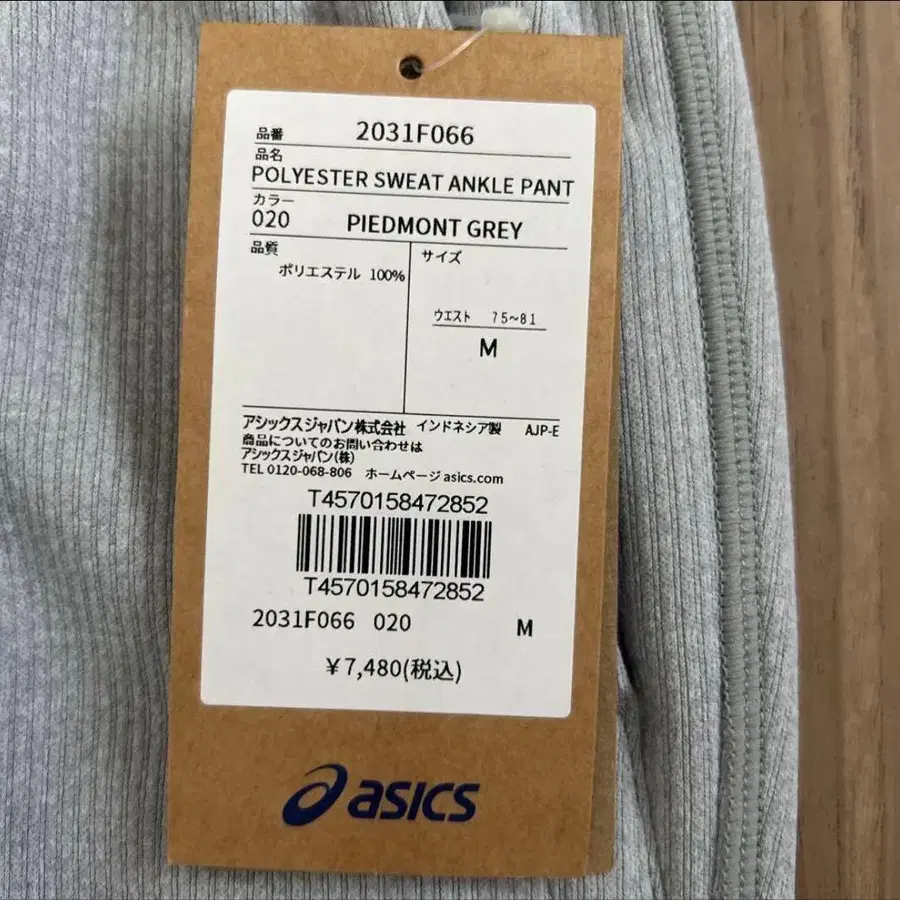 品番 2031F066
品名
POLYESTER SWEAT ANKLE PANT
カラー
020 PIEDMONT GREY
品質
ポリエステル 100%
サイズ
ウエスト 75~81
M
アシックスジャパン株式会社 インドネシア製 AJP-E
商品についてのお問い合わせは
アシックスジャパン(株)
TEL 0120-068-806 ホームページ asics.com
T4570158472852
T4570158472852
2031F066 020 M
¥7,480(税込)
asics